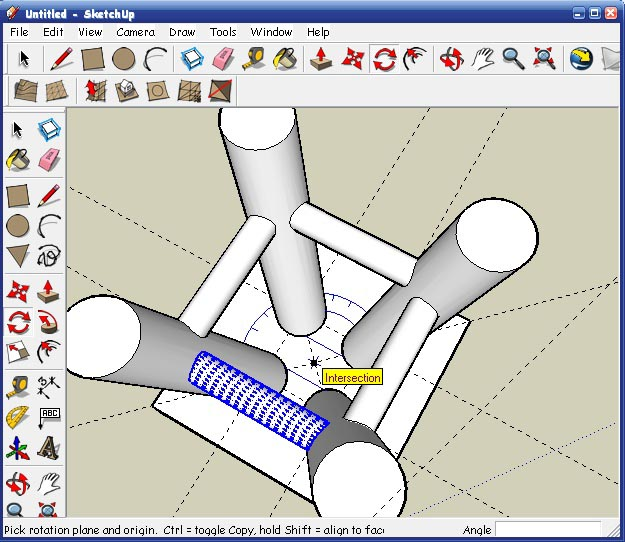 Untitled - SketchUp
File Edit View Camera Draw Tools Window Help
Intersection
ABC
Pick rotation plane and origin. Ctrl = toggle Copy, hold Shift = align to fac Angle